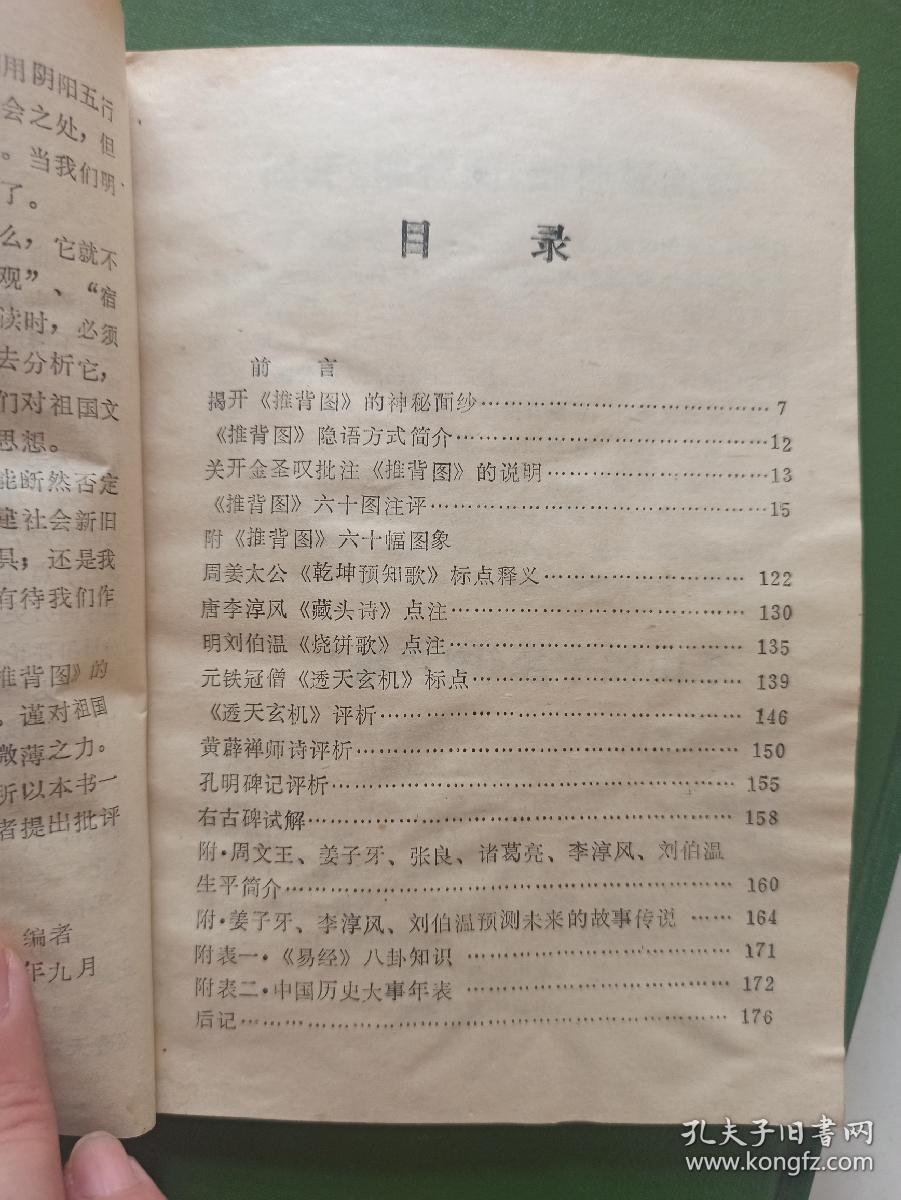 用阴阳五行
会之处，但
。当我们明
了。
么，它就不
观”、“宿
读时，必须
去分析它，
们对祖国文
思想。
能断然否定
建社会新旧
具；还是我
有待我们作
推背图》的
，谨对祖国
微薄之力。
所以本书一
者提出批评
编者
年九月
目 录
前 言
揭开《推背图》的神秘面纱……………………………7
《推背图》隐语方式简介……………………………12
关开金圣叹批注《推背图》的说明……………………13
《推背图》六十图注评………………………………15
附《推背图》六十幅图象
周姜太公《乾坤预知歌》标点释义…………………122
唐李淳风《藏头诗》点注……………………………130
明刘伯温《烧饼歌》点注……………………………135
元铁冠僧《透天玄机》标点…………………………139
《透天玄机》评析……………………………………146
黄薜禅师诗评析………………………………………150
孔明碑记评析…………………………………………155
右古碑试解……………………………………………158
附·周文王、姜子牙、张良、诸葛亮、李淳风、刘伯温
生平简介………………………………………………160
附·姜子牙、李淳风、刘伯温预测未来的故事传说……164
附表一·《易经》八卦知识……………………………171
附表二·中国历史大事年表……………………………172
后记……………………………………………………176
孔夫子旧书网
www.kongfz.com